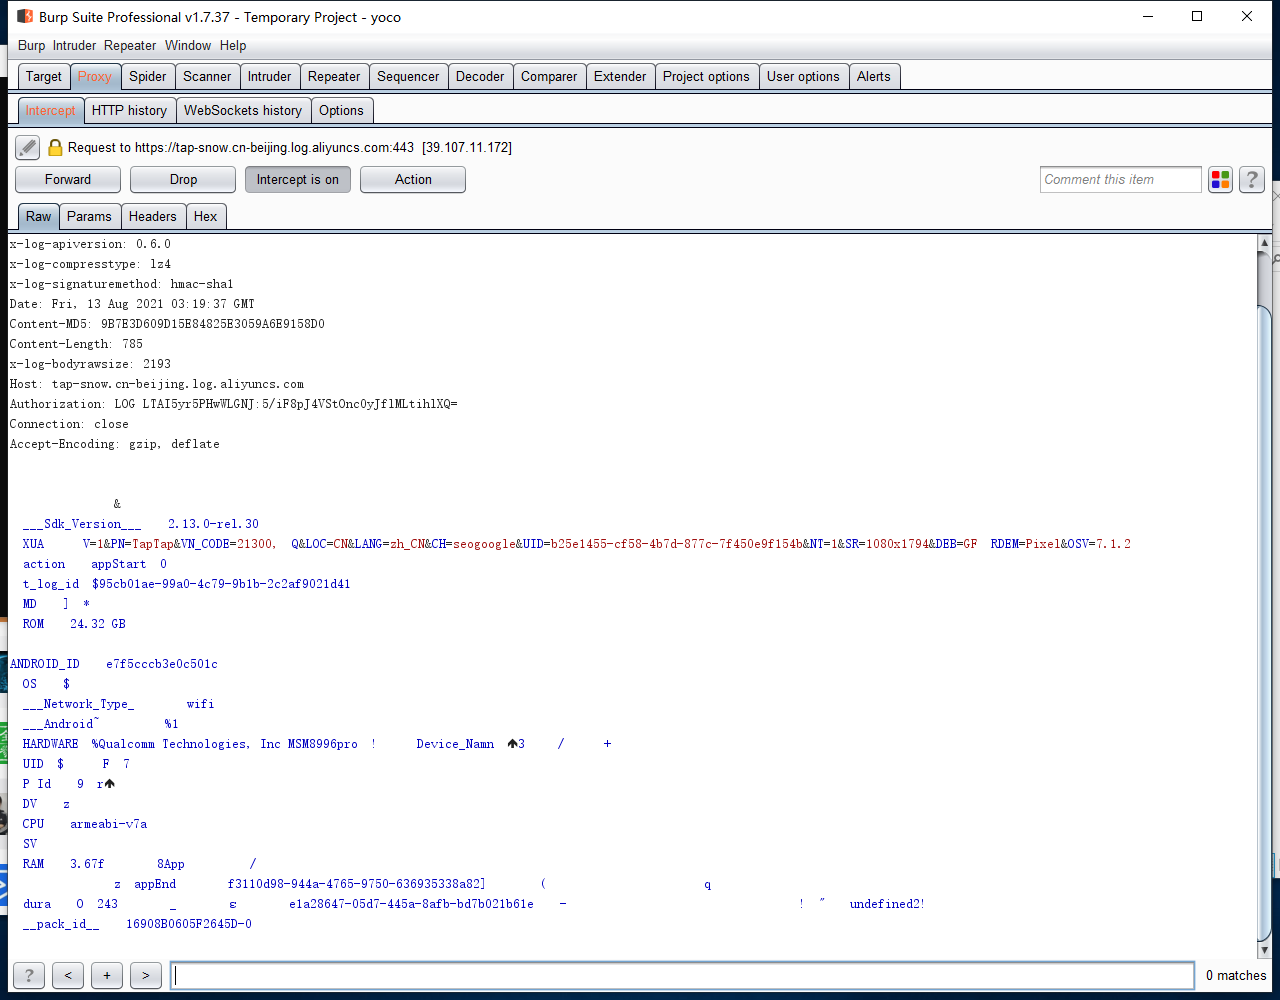 Burp Suite Professional v1.7.37 - Temporary Project - yoco
Burp Intruder Repeater Window Help
Target Proxy Spider Scanner Intruder Repeater Sequencer Decoder Comparer Extender Project options User options Alerts
Intercept HTTP history WebSockets history Options
Request to https://tap-snow.cn-beijing.log.aliyuncs.com:443 [39.107.11.172]
Forward Drop Intercept is on Action Comment this item ?
Raw Params Headers Hex
x-log-apiversion: 0.6.0
x-log-compresstype: lz4
x-log-signaturemethod: hmac-sha1
Date: Fri, 13 Aug 2021 03:19:37 GMT
Content-MD5: 9B7E3D609D15E84825E3059A6E9158D0
Content-Length: 785
x-log-bodyrawsize: 2193
Host: tap-snow.cn-beijing.log.aliyuncs.com
Authorization: LOG LTAI5yr5PHwWLGNJ:5/iF8pJ4VStOnc0yJflMLtihlXQ=
Connection: close
Accept-Encoding: gzip, deflate
&
___Sdk_Version___ 2.13.0-rel.30
XUA V=1&PN=TapTap&VN_CODE=21300, Q&LOC=CN&LANG=zh_CN&CH=seogoogle&UID=b25e1455-cf58-4b7d-877c-7f450e9f154b&NT=1&SR=1080x1794&DEB=GF RDEM=Pixel&OSV=7.1.2
action appStart 0
t_log_id $95cb01ae-99a0-4c79-9b1b-2c2af9021d41
MD ] *
ROM 24.32 GB
ANDROID_ID e7f5cccb3e0c501c
OS $
___Network_Type_ wifi
___Android~ %1
HARDWARE %Qualcomm Technologies, Inc MSM8996pro ! Device_Namn 3 / +
UID $ F 7
P Id 9 r
DV z
CPU armeabi-v7a
SV
RAM 3.67f 8App /
z appEnd f3110d98-944a-4765-9750-636935338a82] ( q
dura 0 243 _ ε e1a28647-05d7-445a-8afb-bd7b021b61e - ! ″ undefined2!
__pack_id__ 16908B0605F2645D-0
? < + > 0 matches